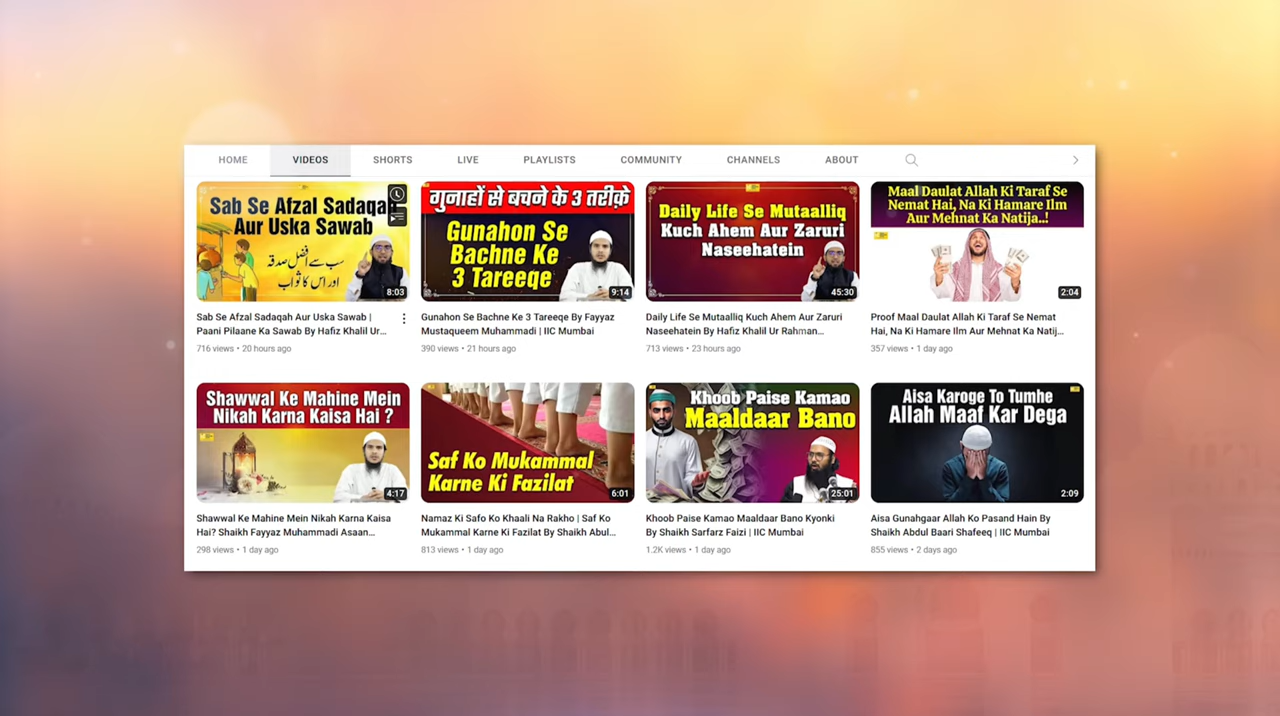 HOME VIDEOS SHORTS LIVE PLAYLISTS COMMUNITY CHANNELS ABOUT
Sab Se Afzal Sadaqah
Aur Uska Sawab
سب سے افضل صدقہ
اور اس کا ثواب
8:03
Sab Se Afzal Sadaqah Aur Uska Sawab |
Paani Pilaane Ka Sawab By Hafiz Khalil Ur...
716 views • 20 hours ago
गुनाहों से बचने के 3 तरीक़े
Gunahon Se
Bachne Ke
3 Tareeqe
9:14
Gunahon Se Bachne Ke 3 Tareeqe By Fayyaz
Mustaqueem Muhammadi | IIC Mumbai
390 views • 21 hours ago
Daily Life Se Mutaalliq
Kuch Ahem Aur Zaruri
Naseehatein
45:30
Daily Life Se Mutaalliq Kuch Ahem Aur Zaruri
Naseehatein By Hafiz Khalil Ur Rahman...
713 views • 23 hours ago
Maal Daulat Allah Ki Taraf Se
Nemat Hai, Na Ki Hamare Ilm
Aur Mehnat Ka Natija..!
2:04
Proof Maal Daulat Allah Ki Taraf Se Nemat
Hai, Na Ki Hamare Ilm Aur Mehnat Ka Natij...
357 views • 1 day ago
Shawwal Ke Mahine Mein
Nikah Karna Kaisa Hai ?
4:17
Shawwal Ke Mahine Mein Nikah Karna Kaisa
Hai? Shaikh Fayyaz Muhammadi Asaan...
298 views • 1 day ago
Saf Ko Mukammal
Karne Ki Fazilat
6:01
Namaz Ki Safo Ko Khaali Na Rakho | Saf Ko
Mukammal Karne Ki Fazilat By Shaikh Abul...
813 views • 1 day ago
Khoob Paise Kamao
Maaldaar Bano
25:01
Khoob Paise Kamao Maaldaar Bano Kyonki
By Shaikh Sarfarz Faizi | IIC Mumbai
1.2K views • 1 day ago
Aisa Karoge To Tumhe
Allah Maaf Kar Dega
2:09
Aisa Gunahgaar Allah Ko Pasand Hain By
Shaikh Abdul Baari Shafeeq | IIC Mumbai
855 views • 2 days ago